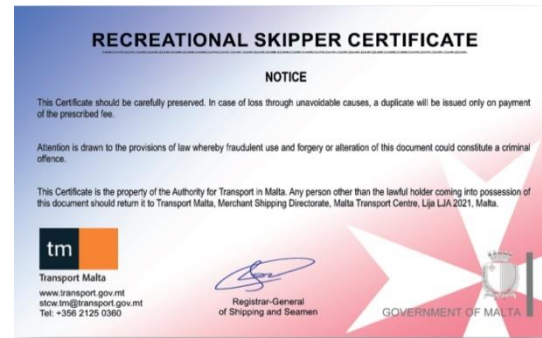 RECREATIONAL SKIPPER CERTIFICATE
NOTICE
This Certificate should be carefully preserved. In case of loss through unavoidable causes, a duplicate will be issued only on payment
of the prescribed fee.
Attention is drawn to the provisions of law whereby fraudulent use and forgery or alteration of this document could constitute a criminal
offence.
This Certificate is the property of the Authority for Transport in Malta. Any person other than the lawful holder coming into possession of
this document should return it to Transport Malta, Merchant Shipping Directorate, Malta Transport Centre, Lija LJA 2021, Malta.
tm
Transport Malta
www.transport.gov.mt
stcw.tm@transport.gov.mt
Tel: +356 2125 0360
Registrar-General
of Shipping and Seamen
GOVERNMENT OF MALTA